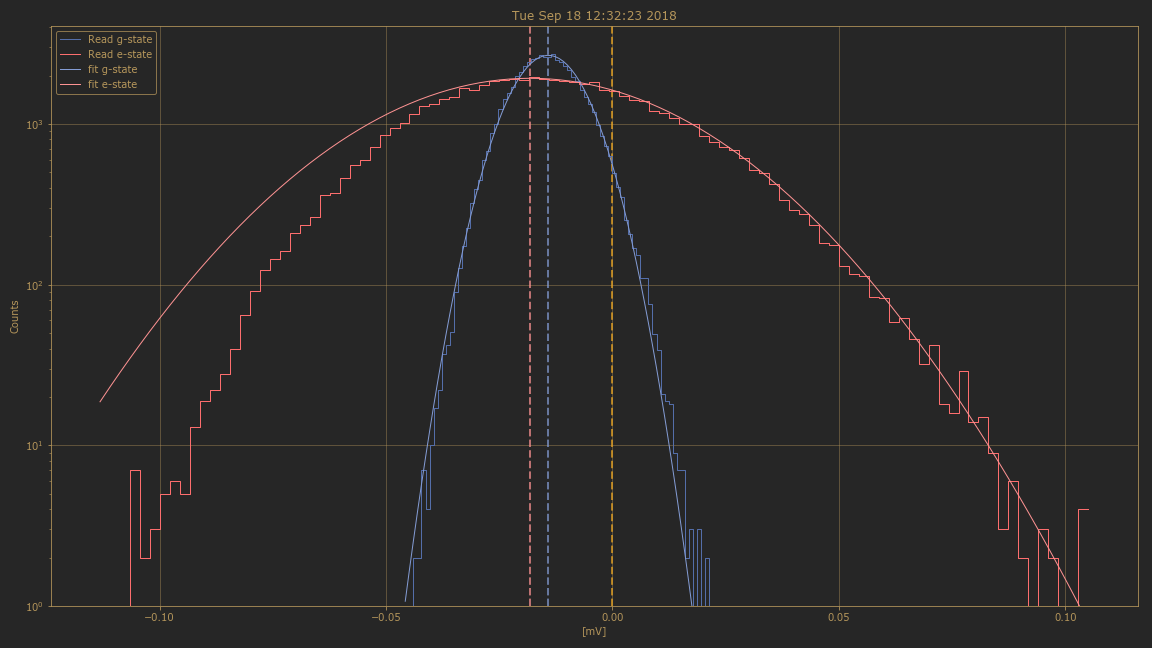 Tue Sep 18 12:32:23 2018
Read g-state
Read e-state
fit g-state
fit e-state
10³
10²
10¹
10⁰
Counts
−0.10
−0.05
0.00
0.05
0.10
[mV]